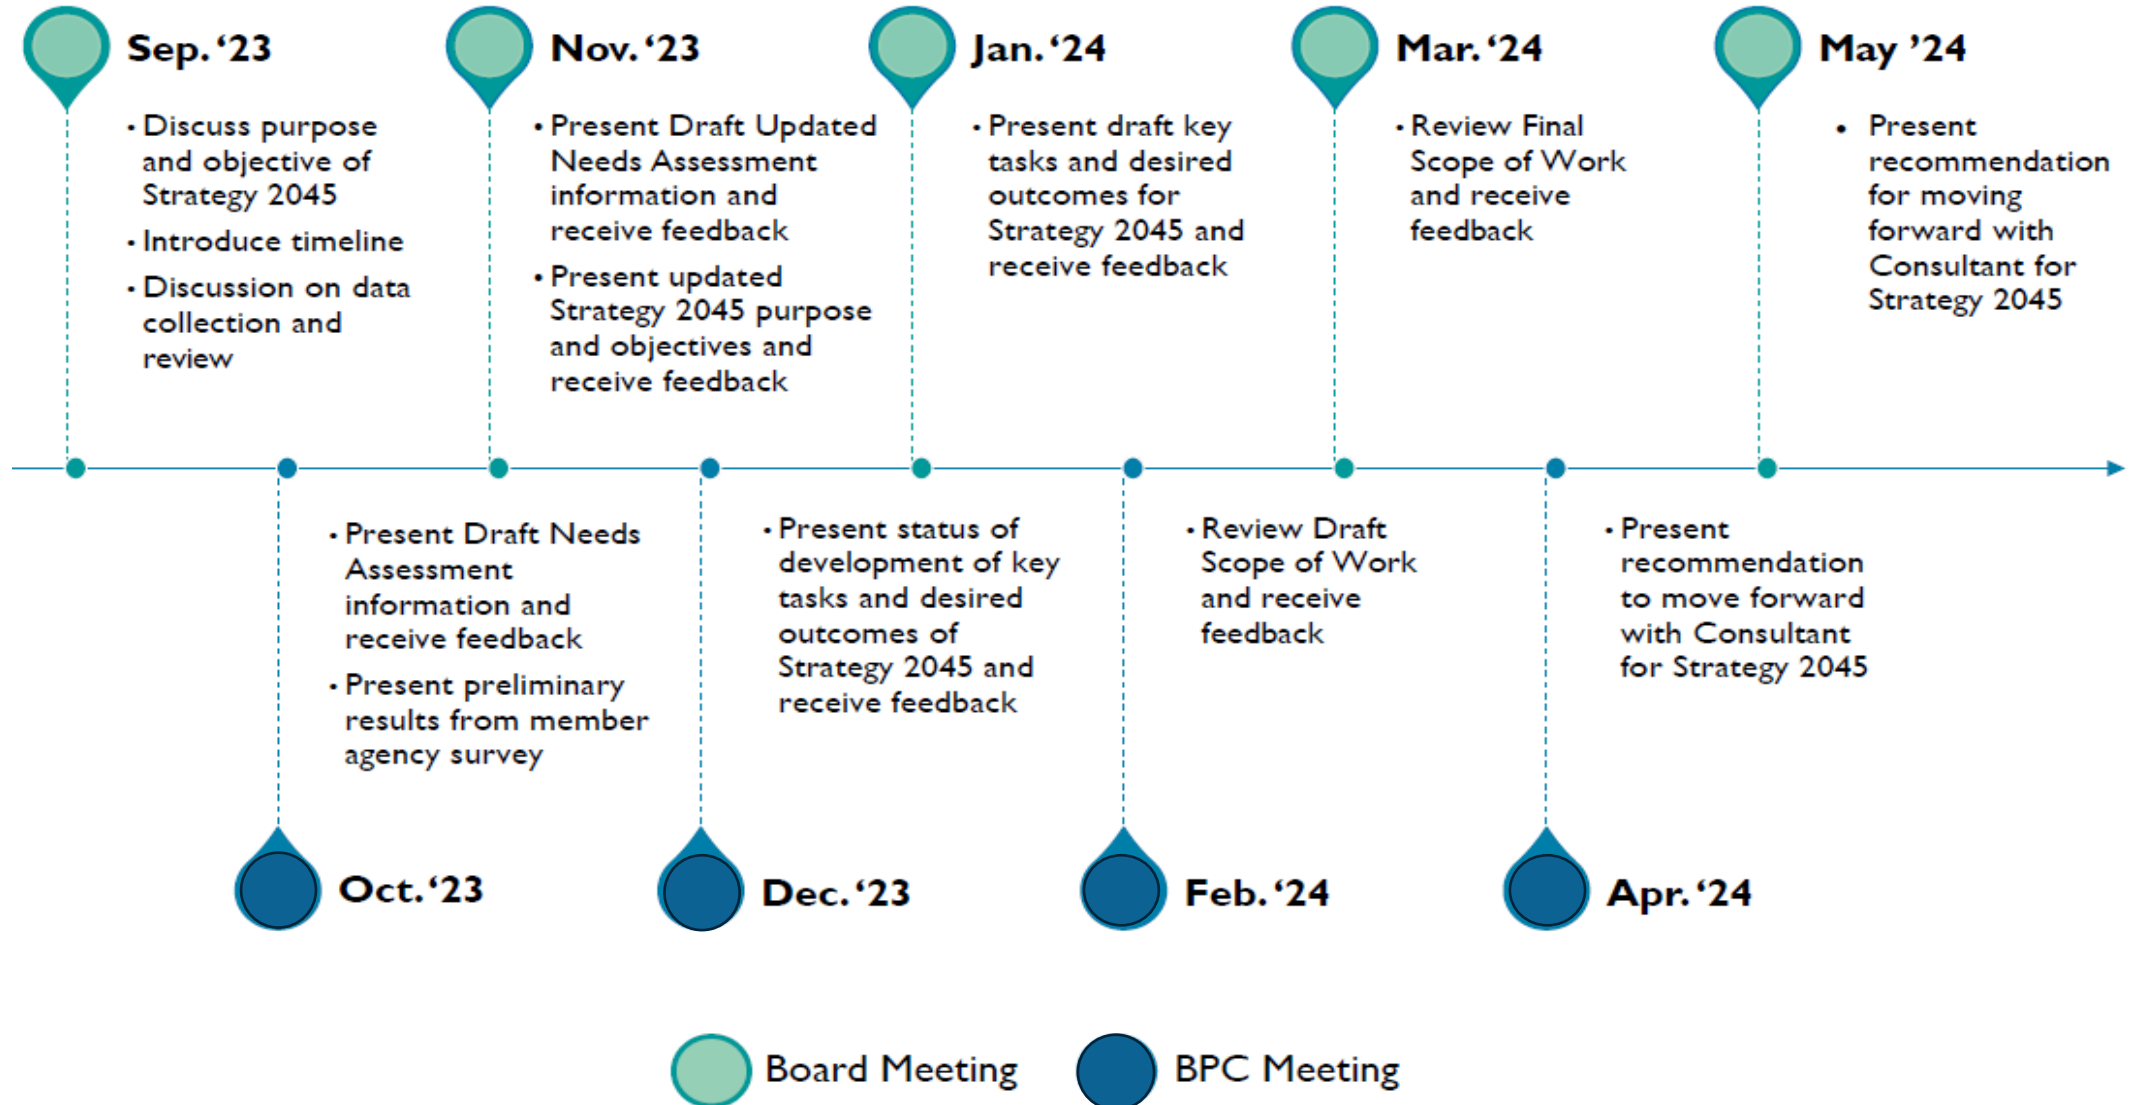 Sep. ‘23
• Discuss purpose
and objective of
Strategy 2045
• Introduce timeline
• Discussion on data
collection and
review
Nov. ‘23
• Present Draft Updated
Needs Assessment
information and
receive feedback
• Present updated
Strategy 2045 purpose
and objectives and
receive feedback
Jan. ‘24
• Present draft key
tasks and desired
outcomes for
Strategy 2045 and
receive feedback
Mar. ‘24
• Review Final
Scope of Work
and receive
feedback
May ’24
• Present
recommendation
for moving
forward with
Consultant for
Strategy 2045
• Present Draft Needs
Assessment
information and
receive feedback
• Present preliminary
results from member
agency survey
Oct. ‘23
• Present status of
development of key
tasks and desired
outcomes of
Strategy 2045 and
receive feedback
Dec. ‘23
• Review Draft
Scope of Work
and receive
feedback
Feb. ‘24
• Present
recommendation
to move forward
with Consultant
for Strategy 2045
Apr. ‘24
Board Meeting
BPC Meeting